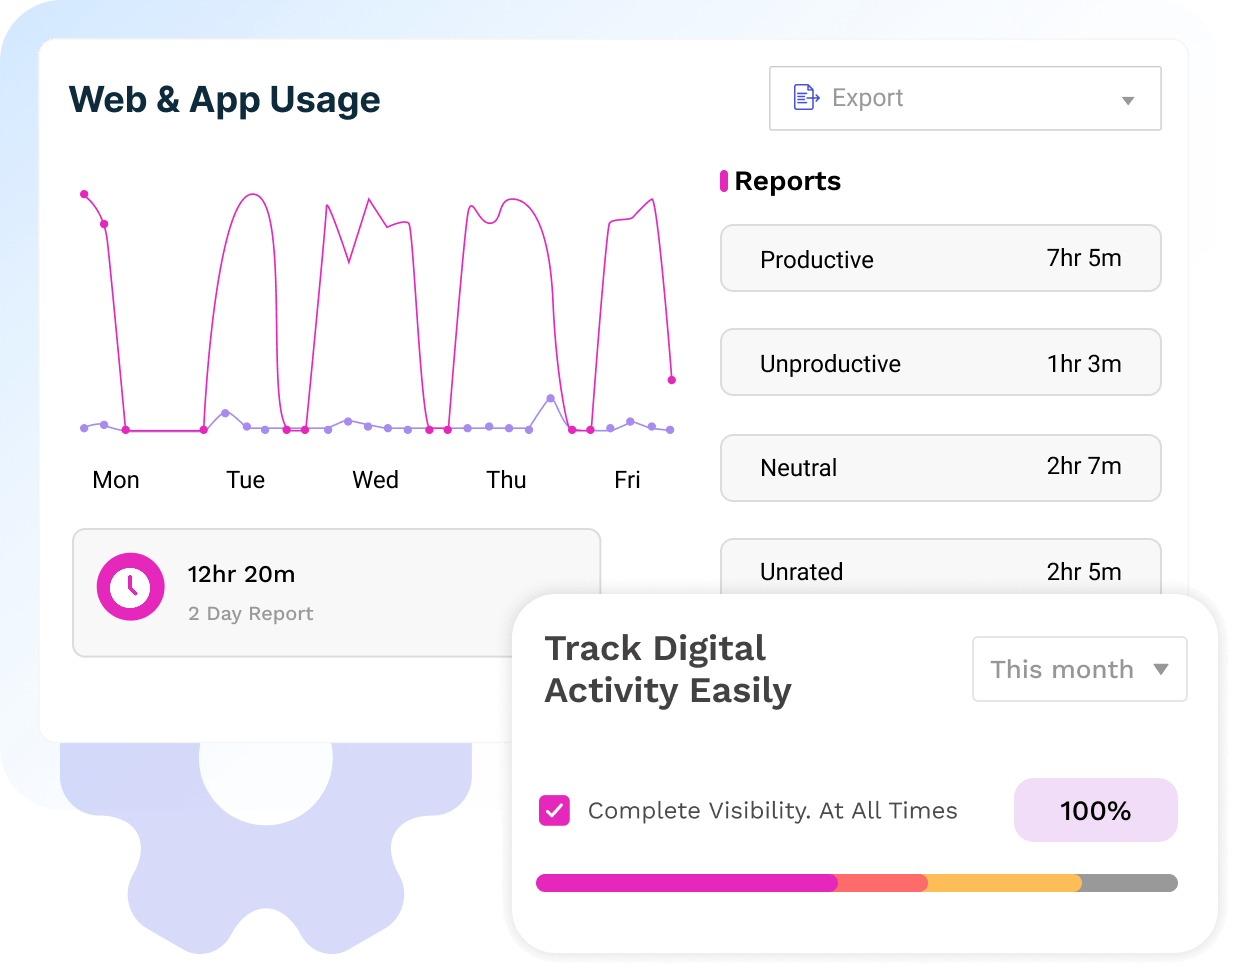 Web & App Usage
Export
Mon
Tue
Wed
Thu
Fri
12hr 20m
2 Day Report
Reports
Productive
7hr 5m
Unproductive
1hr 3m
Neutral
2hr 7m
Unrated
2hr 5m
Track Digital
Activity Easily
This month
Complete Visibility. At All Times
100%